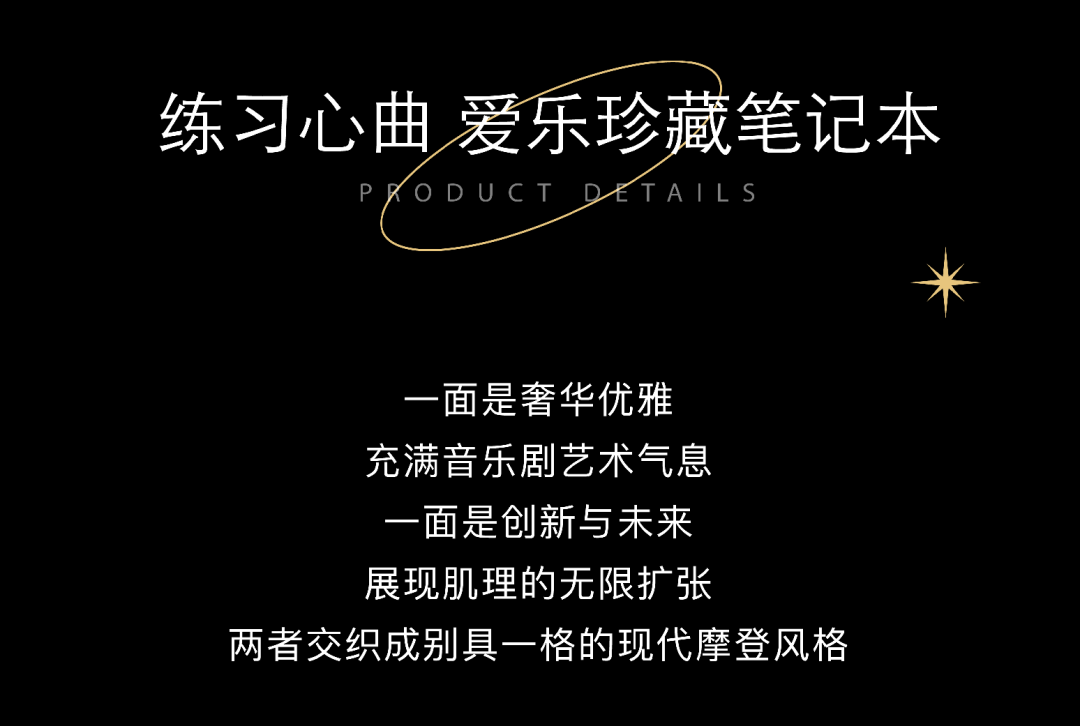 练习心曲 爱乐珍藏笔记本
PRODUCT DETAILS
一面是奢华优雅
充满音乐剧艺术气息
一面是创新与未来
展现肌理的无限扩张
两者交织成别具一格的现代摩登风格